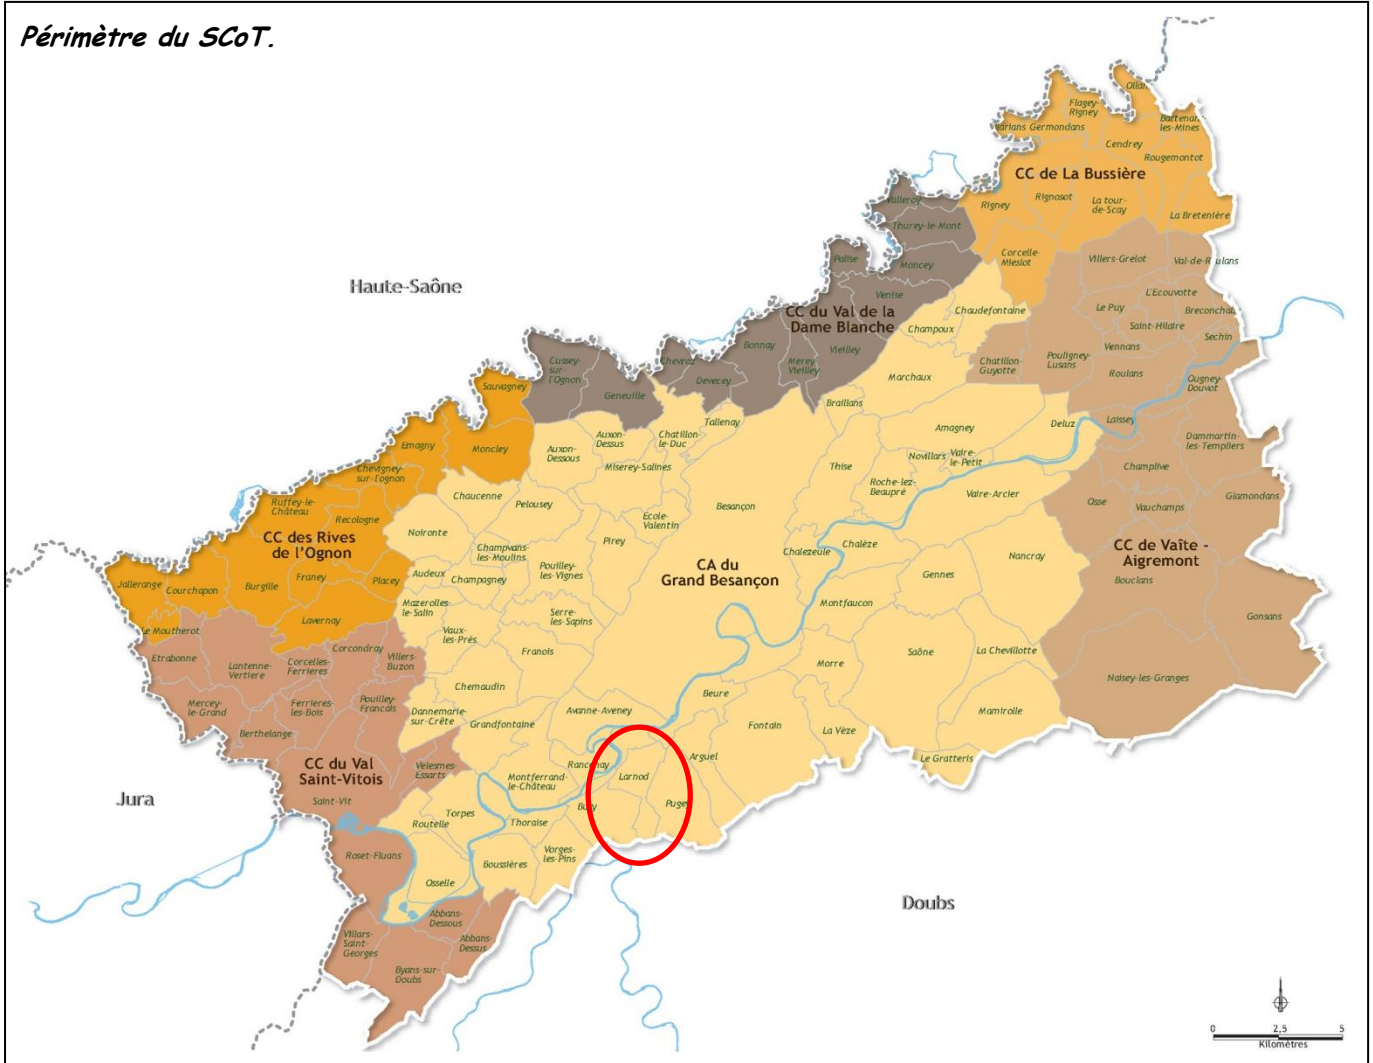 Périmètre du SCoT.
Haute-Saône
Jura
Doubs
CC de La Bussière
Flagey-
Rigney
Germondans
Cendrey
Rougemontot
les-Mines
Rigney
Rignosot
La tour-
de-Scay
La Bretenière
Corcelle-
Mieslot
CC du Val de la
Dame Blanche
Valleroy
Thurey-le-Mont
Palise
Moncey
Venise
Vieilley
Merey-
Vieilley
Bonnay
Chevroz
Devecey
Cussey-
sur-
l'Ognon
Geneuille
CC de Vaîte -
Aigremont
Villers-Grelot
L'Ecouvotte
Le Puy
Saint-Hilaire
Sechin
Vennans
Pouligney-
Lusans
Roulans
Chatillon-
Guyotte
Ougney-
Douvot
Laissey
Dammartin-
les-Templiers
Champlive
Osse
Vauchamps
Glamondans
Bouclans
Gonsans
Naisey-les-Granges
CC des Rives
de l'Ognon
Sauvagney
Moncley
Emagny
Chevigney-
sur-l'ognon
Ruffey-le-
Château
Recologne
Jallerange
Courchapon
Burgille
Franey
Placey
Lavernay
Le Moutherot
CC du Val
Saint-Vitois
Etrabonne
Lantenne-
Vertiere
Corcelles-
Ferrieres
Corcondray
Villers-
Buzon
Mercey-
le-Grand
Ferrieres-
les-Bois
Pouilley-
Francais
Berthelange
Velesmes-
Essarts
Saint-Vit
Roset-Fluans
Villars-
Saint-
Georges
Abbans-
Dessous
Abbans-
Dessus
Byans-sur-
Doubs
CA du
Grand Besançon
Chaudefontaine
Champoux
Marchaux
Braillans
Amagney
Deluz
Tallenay
Chatillon-
le-Duc
Auxon-
Dessus
Auxon-
Dessous
Miserey-Salines
Thise
Novillars
Vaire-
le-Petit
Roche-lez-
Beaupré
Vaire-Arcier
Chaucenne
Pelousey
Ecole-
Valentin
Besançon
Noironte
Pirey
Champvans-
les-Moulins
Pouilley-
les-Vignes
Audeux
Champagney
Chalezeule
Chalèze
Nancray
Gennes
Montfaucon
Mazerolles-
le-Salin
Vaux-
les-Prés
Serre-
les-Sapins
Franois
Chemaudin
Morre
Saône
La Chevillotte
Mamirolle
Le Gratteris
La Vèze
Fontain
Beure
Arguel
Dannemarie-
sur-Crête
Grandfontaine
Avanne-Aveney
Rancenay
Larnod
Montferrand-
le-Château
Torpes
Routelle
Thoraise
Boussières
Vorges-
les-Pins
Osselle
0 2,5 5
Kilomètres